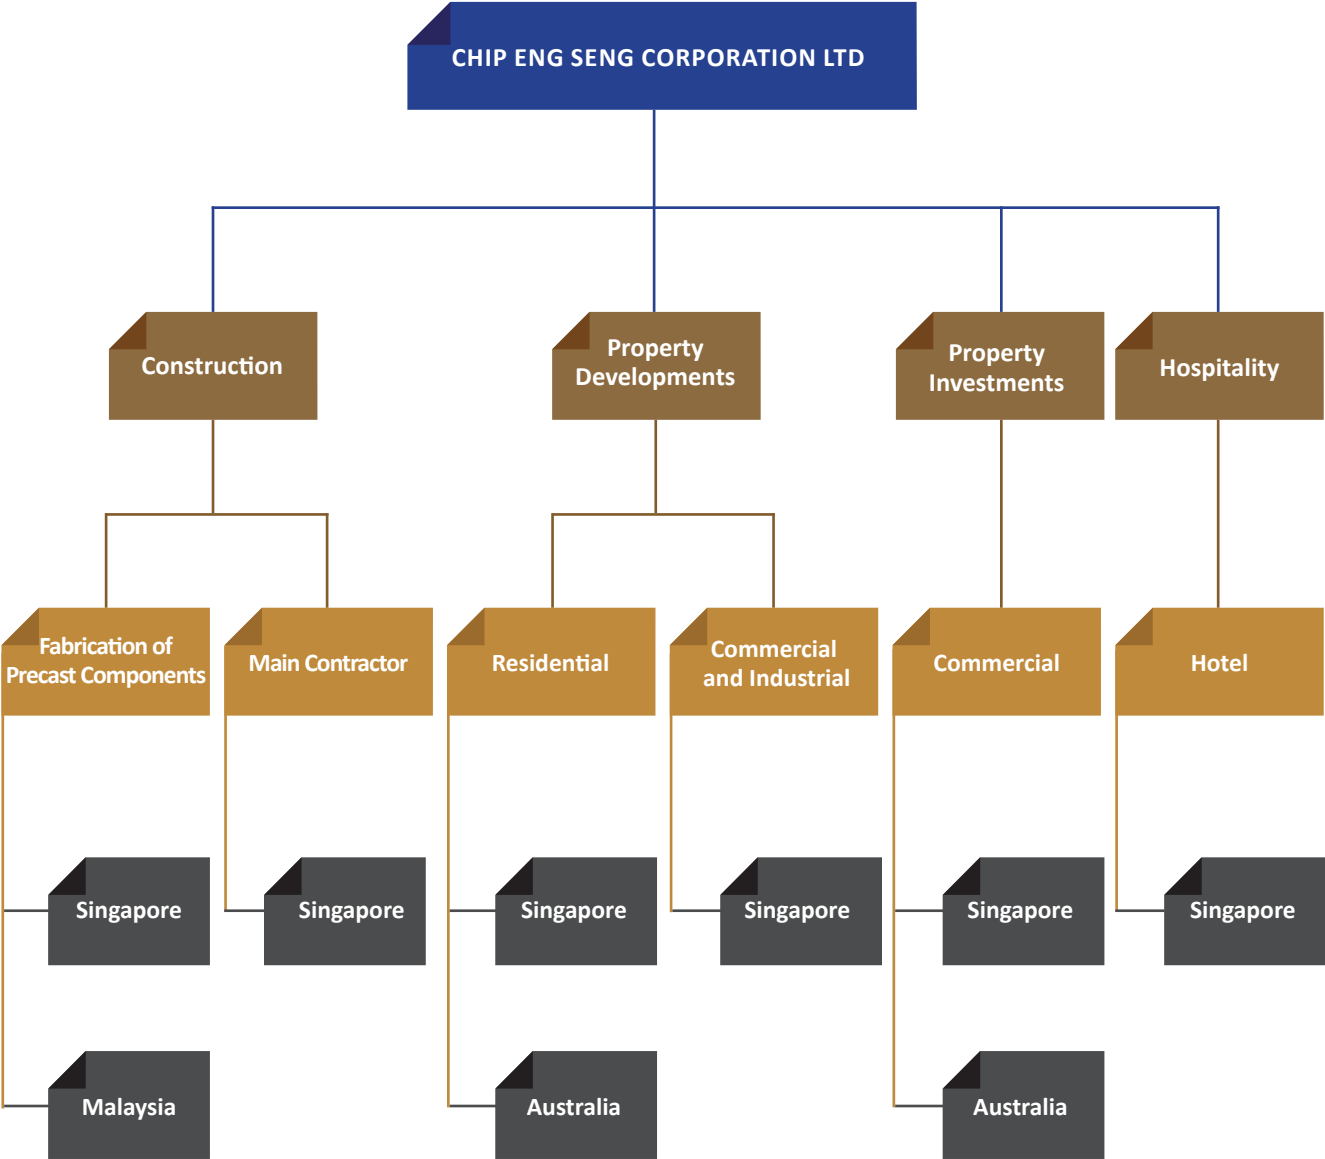 CHIP ENG SENG CORPORATION LTD
Construction
Property
Developments
Property
Investments
Hospitality
Fabrication of
Precast Components
Main Contractor
Residential
Commercial
and Industrial
Commercial
Hotel
Singapore
Singapore
Singapore
Singapore
Singapore
Singapore
Malaysia
Australia
Australia